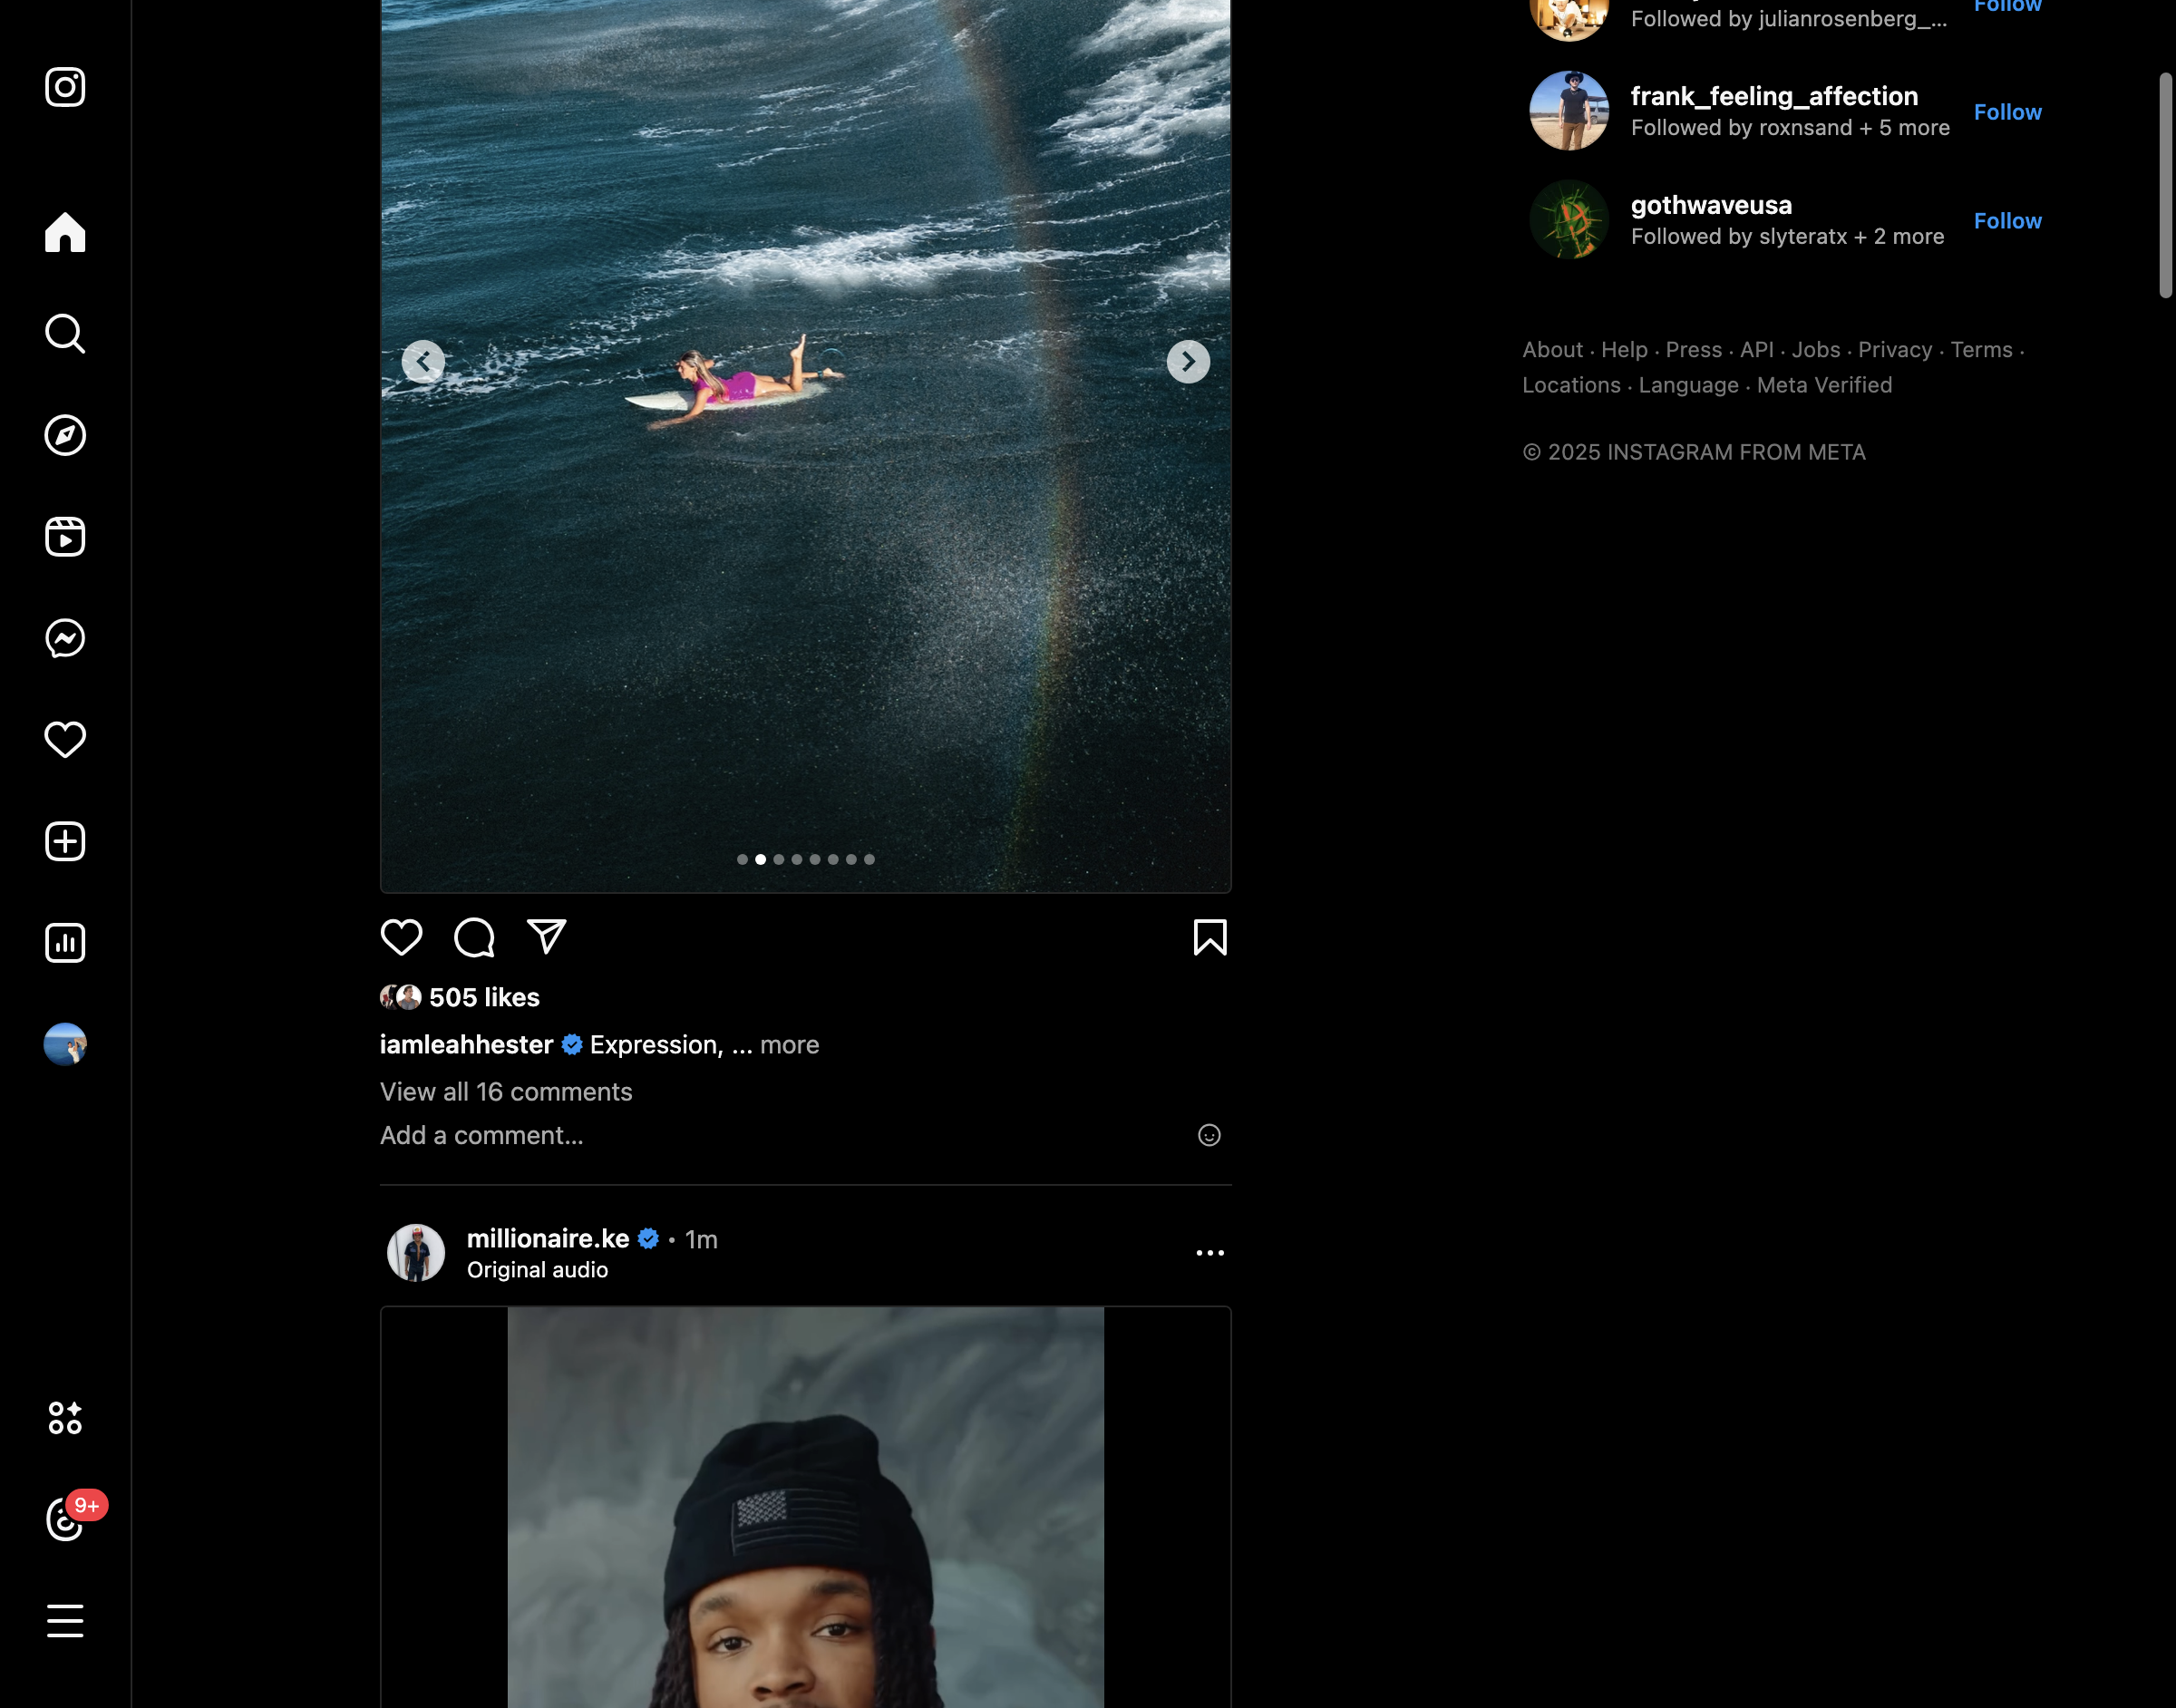 Followed by julianrosenberg_...
Follow
frank_feeling_affection
Followed by roxnsand + 5 more
Follow
gothwaveusa
Followed by slyteratx + 2 more
Follow
About · Help · Press · API · Jobs · Privacy · Terms ·
Locations · Language · Meta Verified
© 2025 INSTAGRAM FROM META
505 likes
iamleahhester Expression, ... more
View all 16 comments
Add a comment...
millionaire.ke • 1m
Original audio
9+